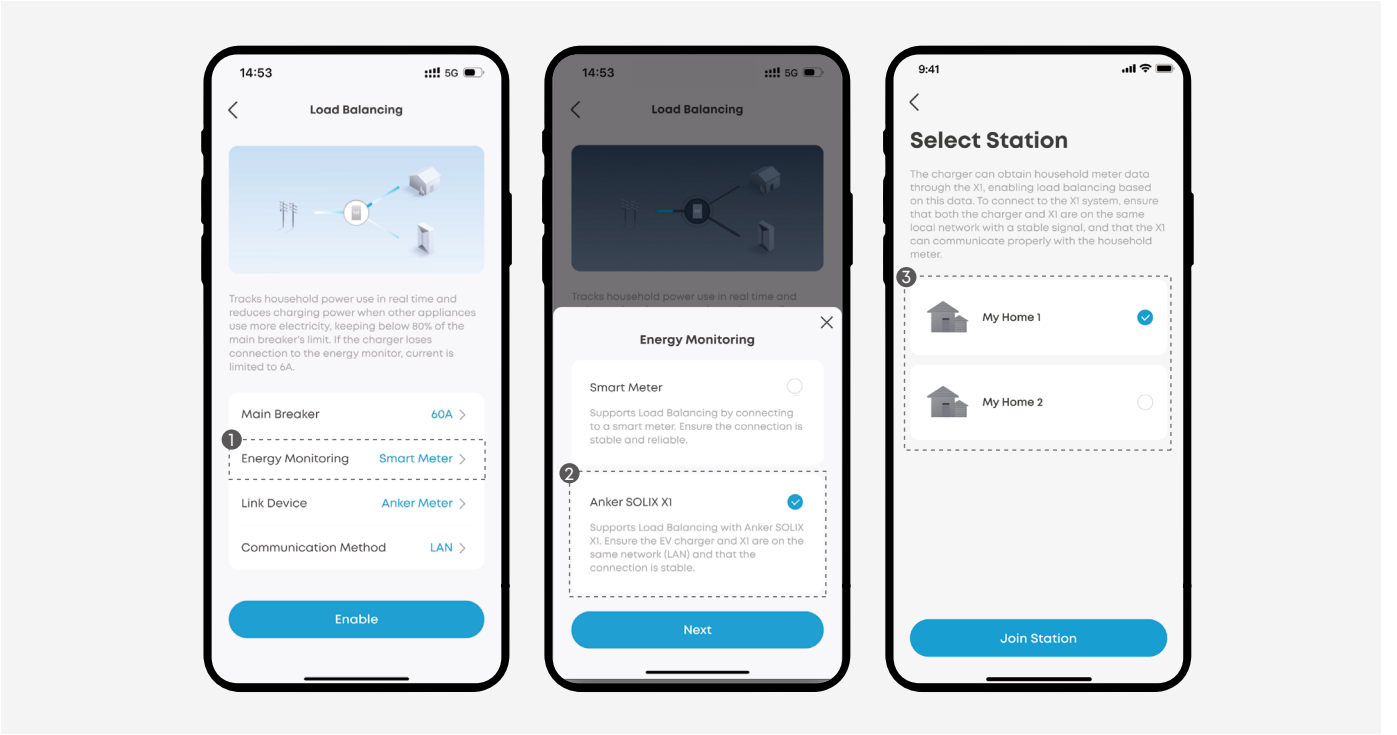 14:53
5G
Load Balancing
Tracks household power use in real time and
reduces charging power when other appliances
use more electricity, keeping below 80% of the
main breaker's limit. If the charger loses
connection to the energy monitor, current is
limited to 6A.
Main Breaker 60A
1
Energy Monitoring Smart Meter
Link Device Anker Meter
Communication Method LAN
Enable
14:53
5G
Load Balancing
Tracks household power use in real time and
Energy Monitoring
Smart Meter
Supports Load Balancing by connecting
to a smart meter. Ensure the connection is
stable and reliable.
2
Anker SOLIX X1
Supports Load Balancing with Anker SOLIX
X1. Ensure the EV charger and X1 are on the
same network (LAN) and that the
connection is stable.
Next
9:41
Select Station
The charger can obtain household meter data
through the X1, enabling load balancing based
on this data. To connect to the X1 system, ensure
that both the charger and X1 are on the same
local network with a stable signal, and that the X1
can communicate properly with the household
meter.
3
My Home 1
My Home 2
Join Station